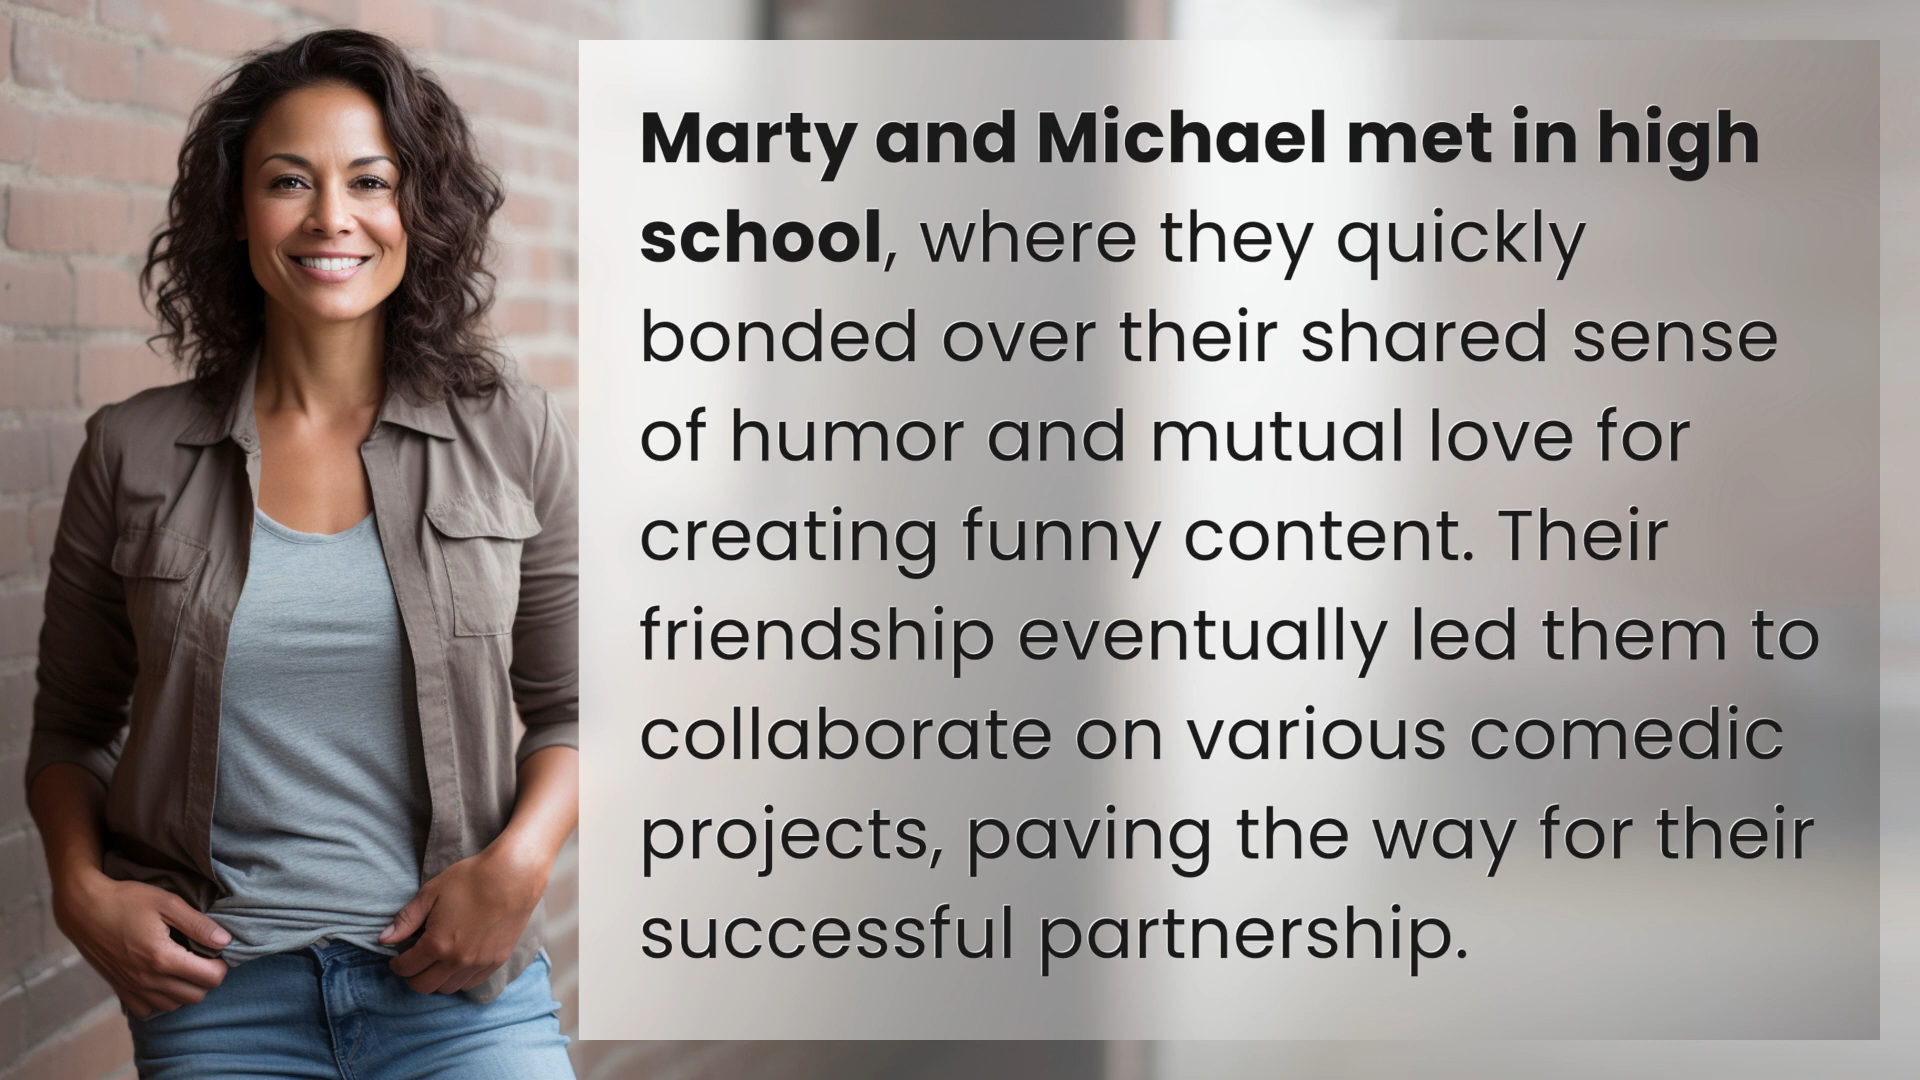 Marty and Michael met in high
school, where they quickly
bonded over their shared sense
of humor and mutual love for
creating funny content. Their
friendship eventually led them to
collaborate on various comedic
projects, paving the way for their
successful partnership.